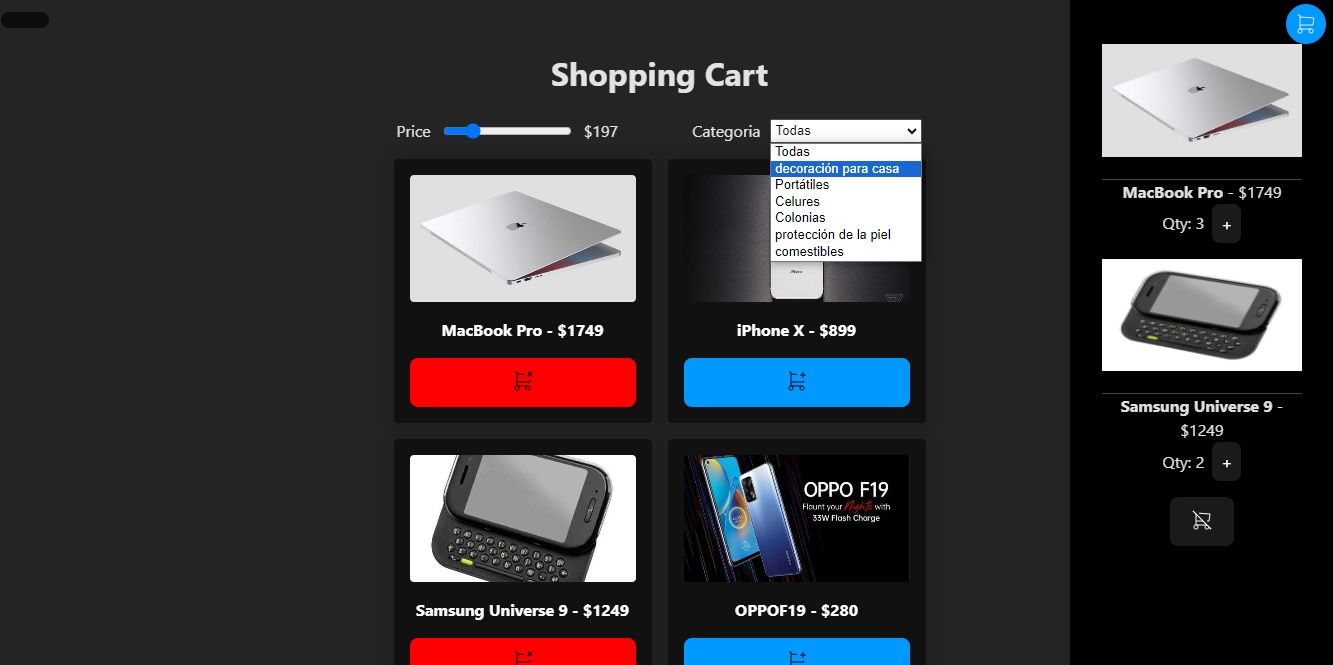 Shopping Cart
Price $197 Categoria Todas
Todas
decoración para casa
Portátiles
Celures
Colonias
protección de la piel
comestibles
iPhone
MacBook Pro - $1749
iPhone X - $899
OPPO F19
Flaunt your Nights with
33W Flash Charge
Samsung Universe 9 - $1249
OPPOF19 - $280
MacBook Pro - $1749
Qty: 3 +
Samsung Universe 9 -
$1249
Qty: 2 +